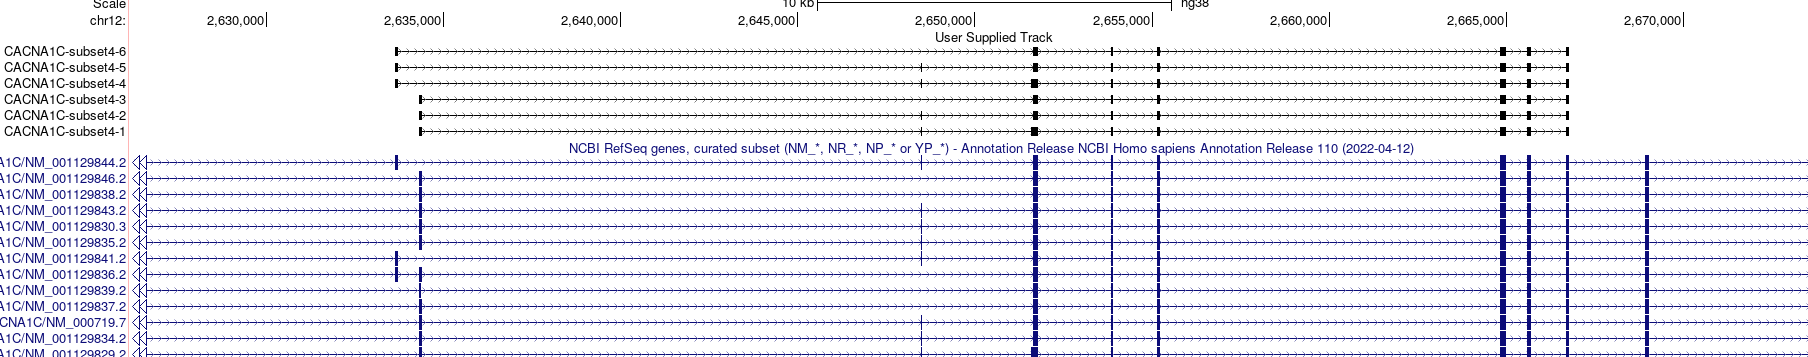 Scale 10 kb hg38
chr12: 2,630,000 2,635,000 2,640,000 2,645,000 2,650,000 2,655,000 2,660,000 2,665,000 2,670,000
User Supplied Track
CACNA1C-subset4-6
CACNA1C-subset4-5
CACNA1C-subset4-4
CACNA1C-subset4-3
CACNA1C-subset4-2
CACNA1C-subset4-1
NCBI RefSeq genes, curated subset (NM_*, NR_*, NP_* or YP_*) - Annotation Release NCBI Homo sapiens Annotation Release 110 (2022-04-12)
A1C/NM_001129844.2
A1C/NM_001129846.2
A1C/NM_001129838.2
A1C/NM_001129843.2
A1C/NM_001129830.3
A1C/NM_001129835.2
A1C/NM_001129841.2
A1C/NM_001129836.2
A1C/NM_001129839.2
A1C/NM_001129837.2
CNA1C/NM_000719.7
A1C/NM_001129834.2
A1C/NM_001129829.2